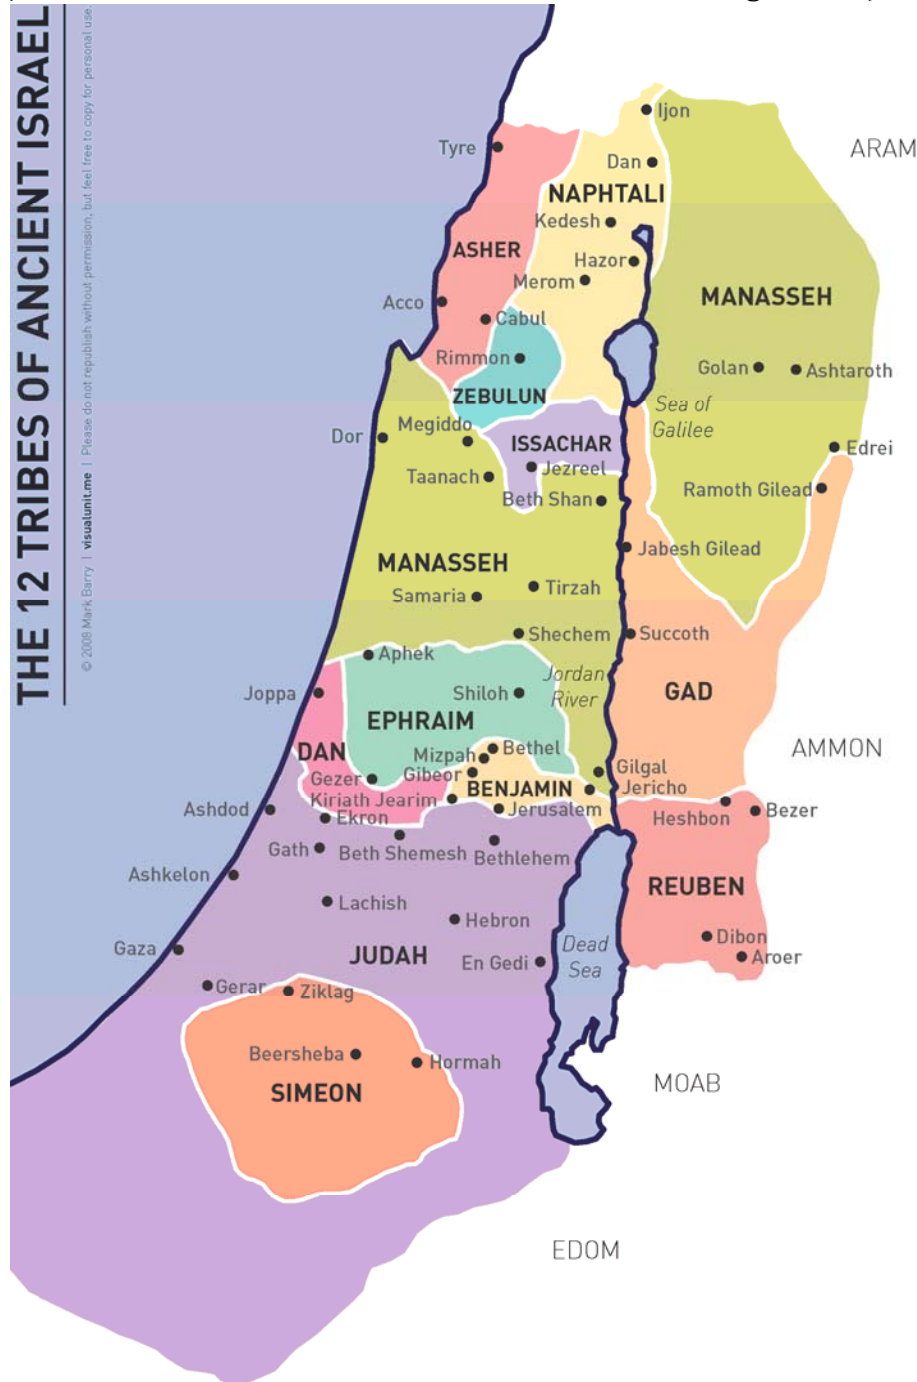 THE 12 TRIBES OF ANCIENT ISRAEL
© 2008 Mark Barry | visualunit.me | Please do not republish without permission, but feel free to copy for personal use.
Ijon
Tyre
ARAM
Dan
NAPHTALI
Kedesh
ASHER
Hazor
Merom
MANASSEH
Acco
Cabul
Rimmon
Golan
Ashtaroth
ZEBULUN
Sea of
Galilee
Megiddo
Dor
ISSACHAR
Edrei
Jezreel
Taanach
Ramoth Gilead
Beth Shan
Jabesh Gilead
MANASSEH
Tirzah
Samaria
Shechem
Succoth
Aphek
Jordan
River
Joppa
Shiloh
GAD
EPHRAIM
DAN
Bethel
AMMON
Mizpah
Gibeor
Gilgal
Gezer
BENJAMIN
Jericho
Kiriath Jearim
Ashdod
Jerusalem
Ekron
Heshbon
Bezer
Gath
Beth Shemesh
Bethlehem
Ashkelon
REUBEN
Lachish
Hebron
Dibon
Gaza
Dead
Sea
JUDAH
En Gedi
Aroer
Gerar
Ziklag
Beersheba
Hormah
MOAB
SIMEON
EDOM